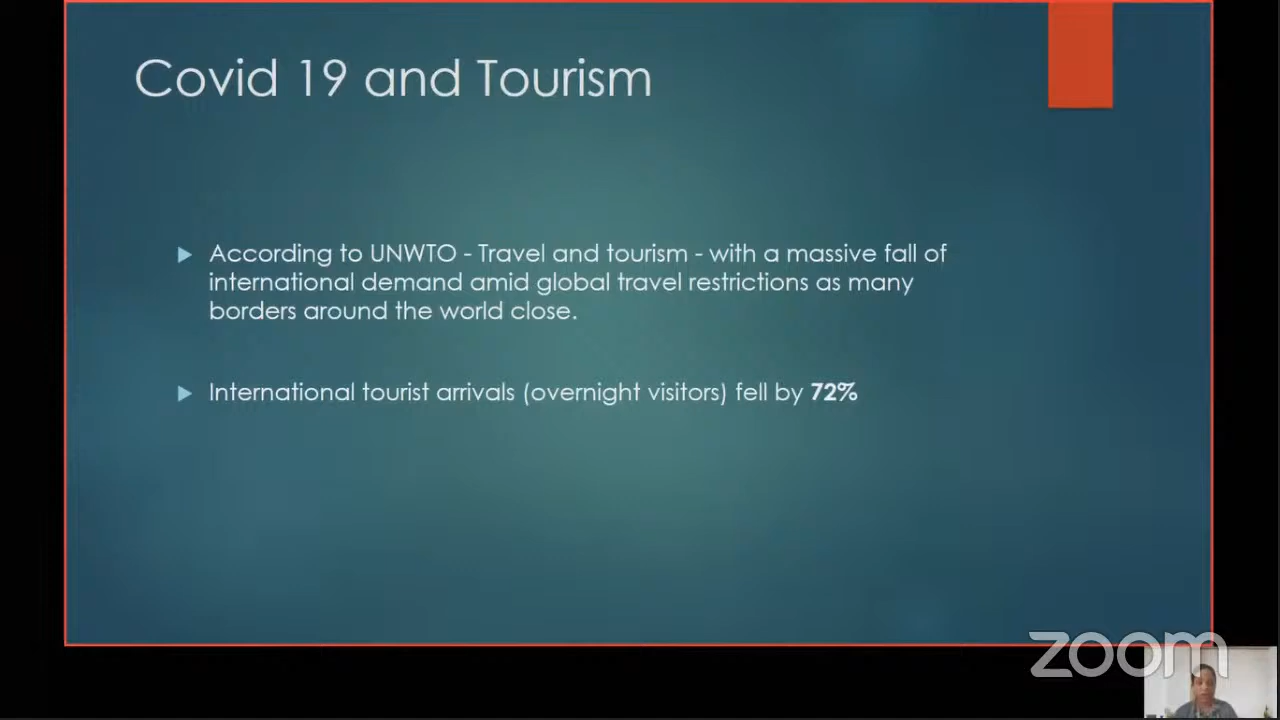 Covid 19 and Tourism
According to UNWTO - Travel and tourism - with a massive fall of
international demand amid global travel restrictions as many
borders around the world close.
International tourist arrivals (overnight visitors) fell by 72%
zoom